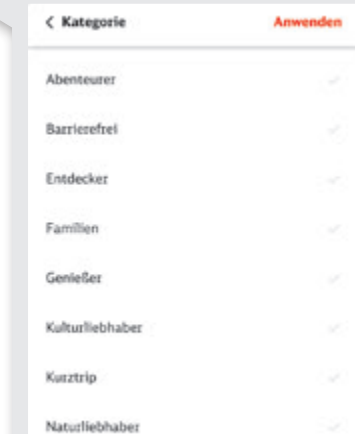 < Kategorie Anwenden
Abenteurer
Barrierefrei
Entdecker
Familien
Genießer
Kulturliebhaber
Kurztrip
Naturliebhaber